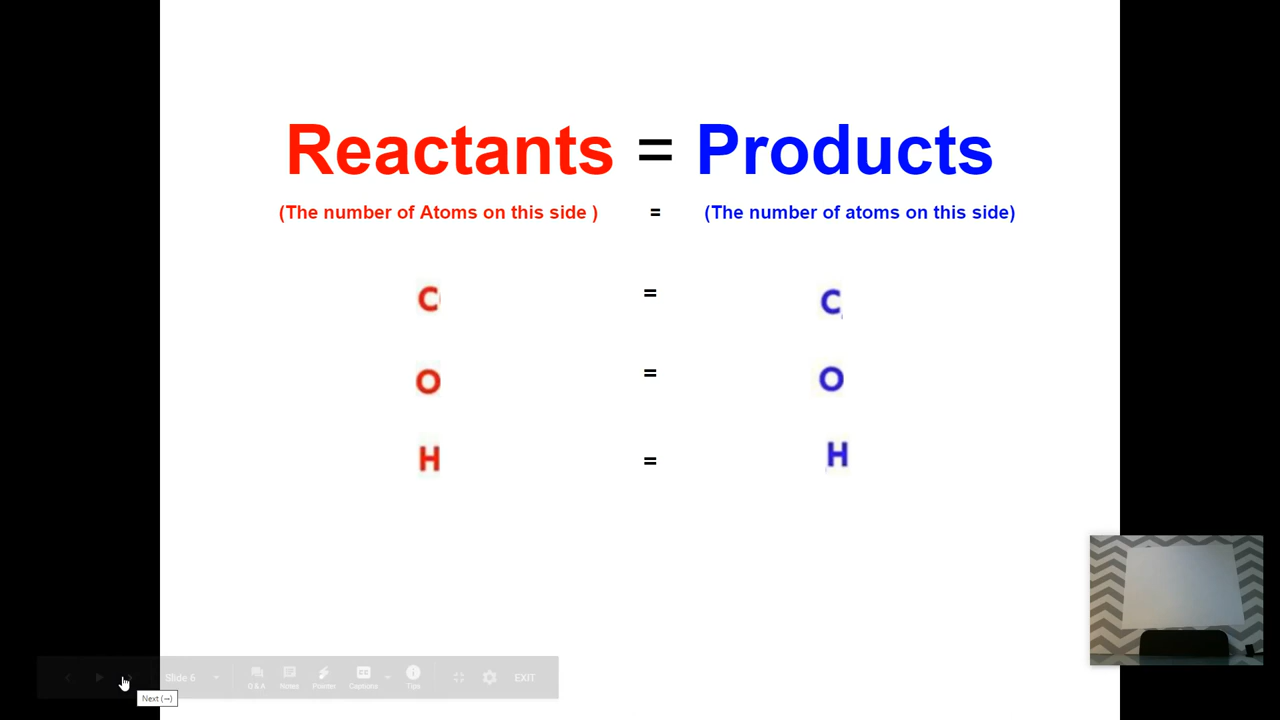 Reactants = Products
(The number of Atoms on this side ) = (The number of atoms on this side)
C = C
O = O
H = H
Slide 6 Q & A Notes Pointer Captions Tips EXIT
Next (→)